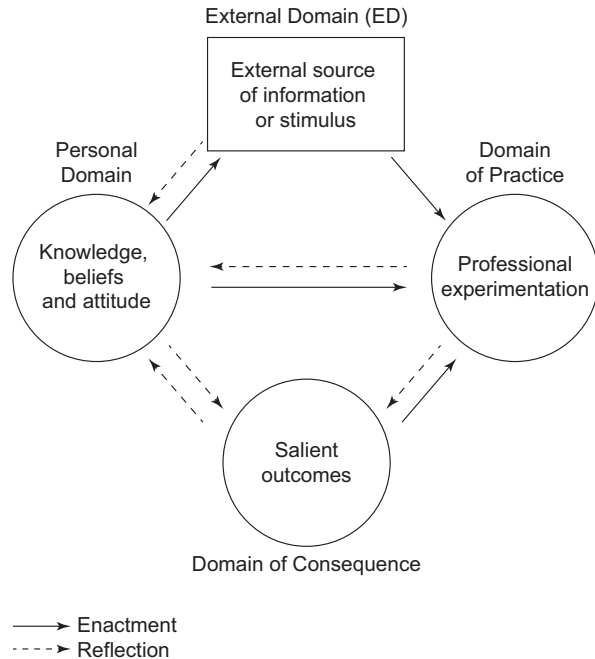 External Domain (ED)
External source
of information
or stimulus
Personal
Domain
Domain
of Practice
Knowledge,
beliefs
and attitude
Professional
experimentation
Salient
outcomes
Domain of Consequence
Enactment
Reflection